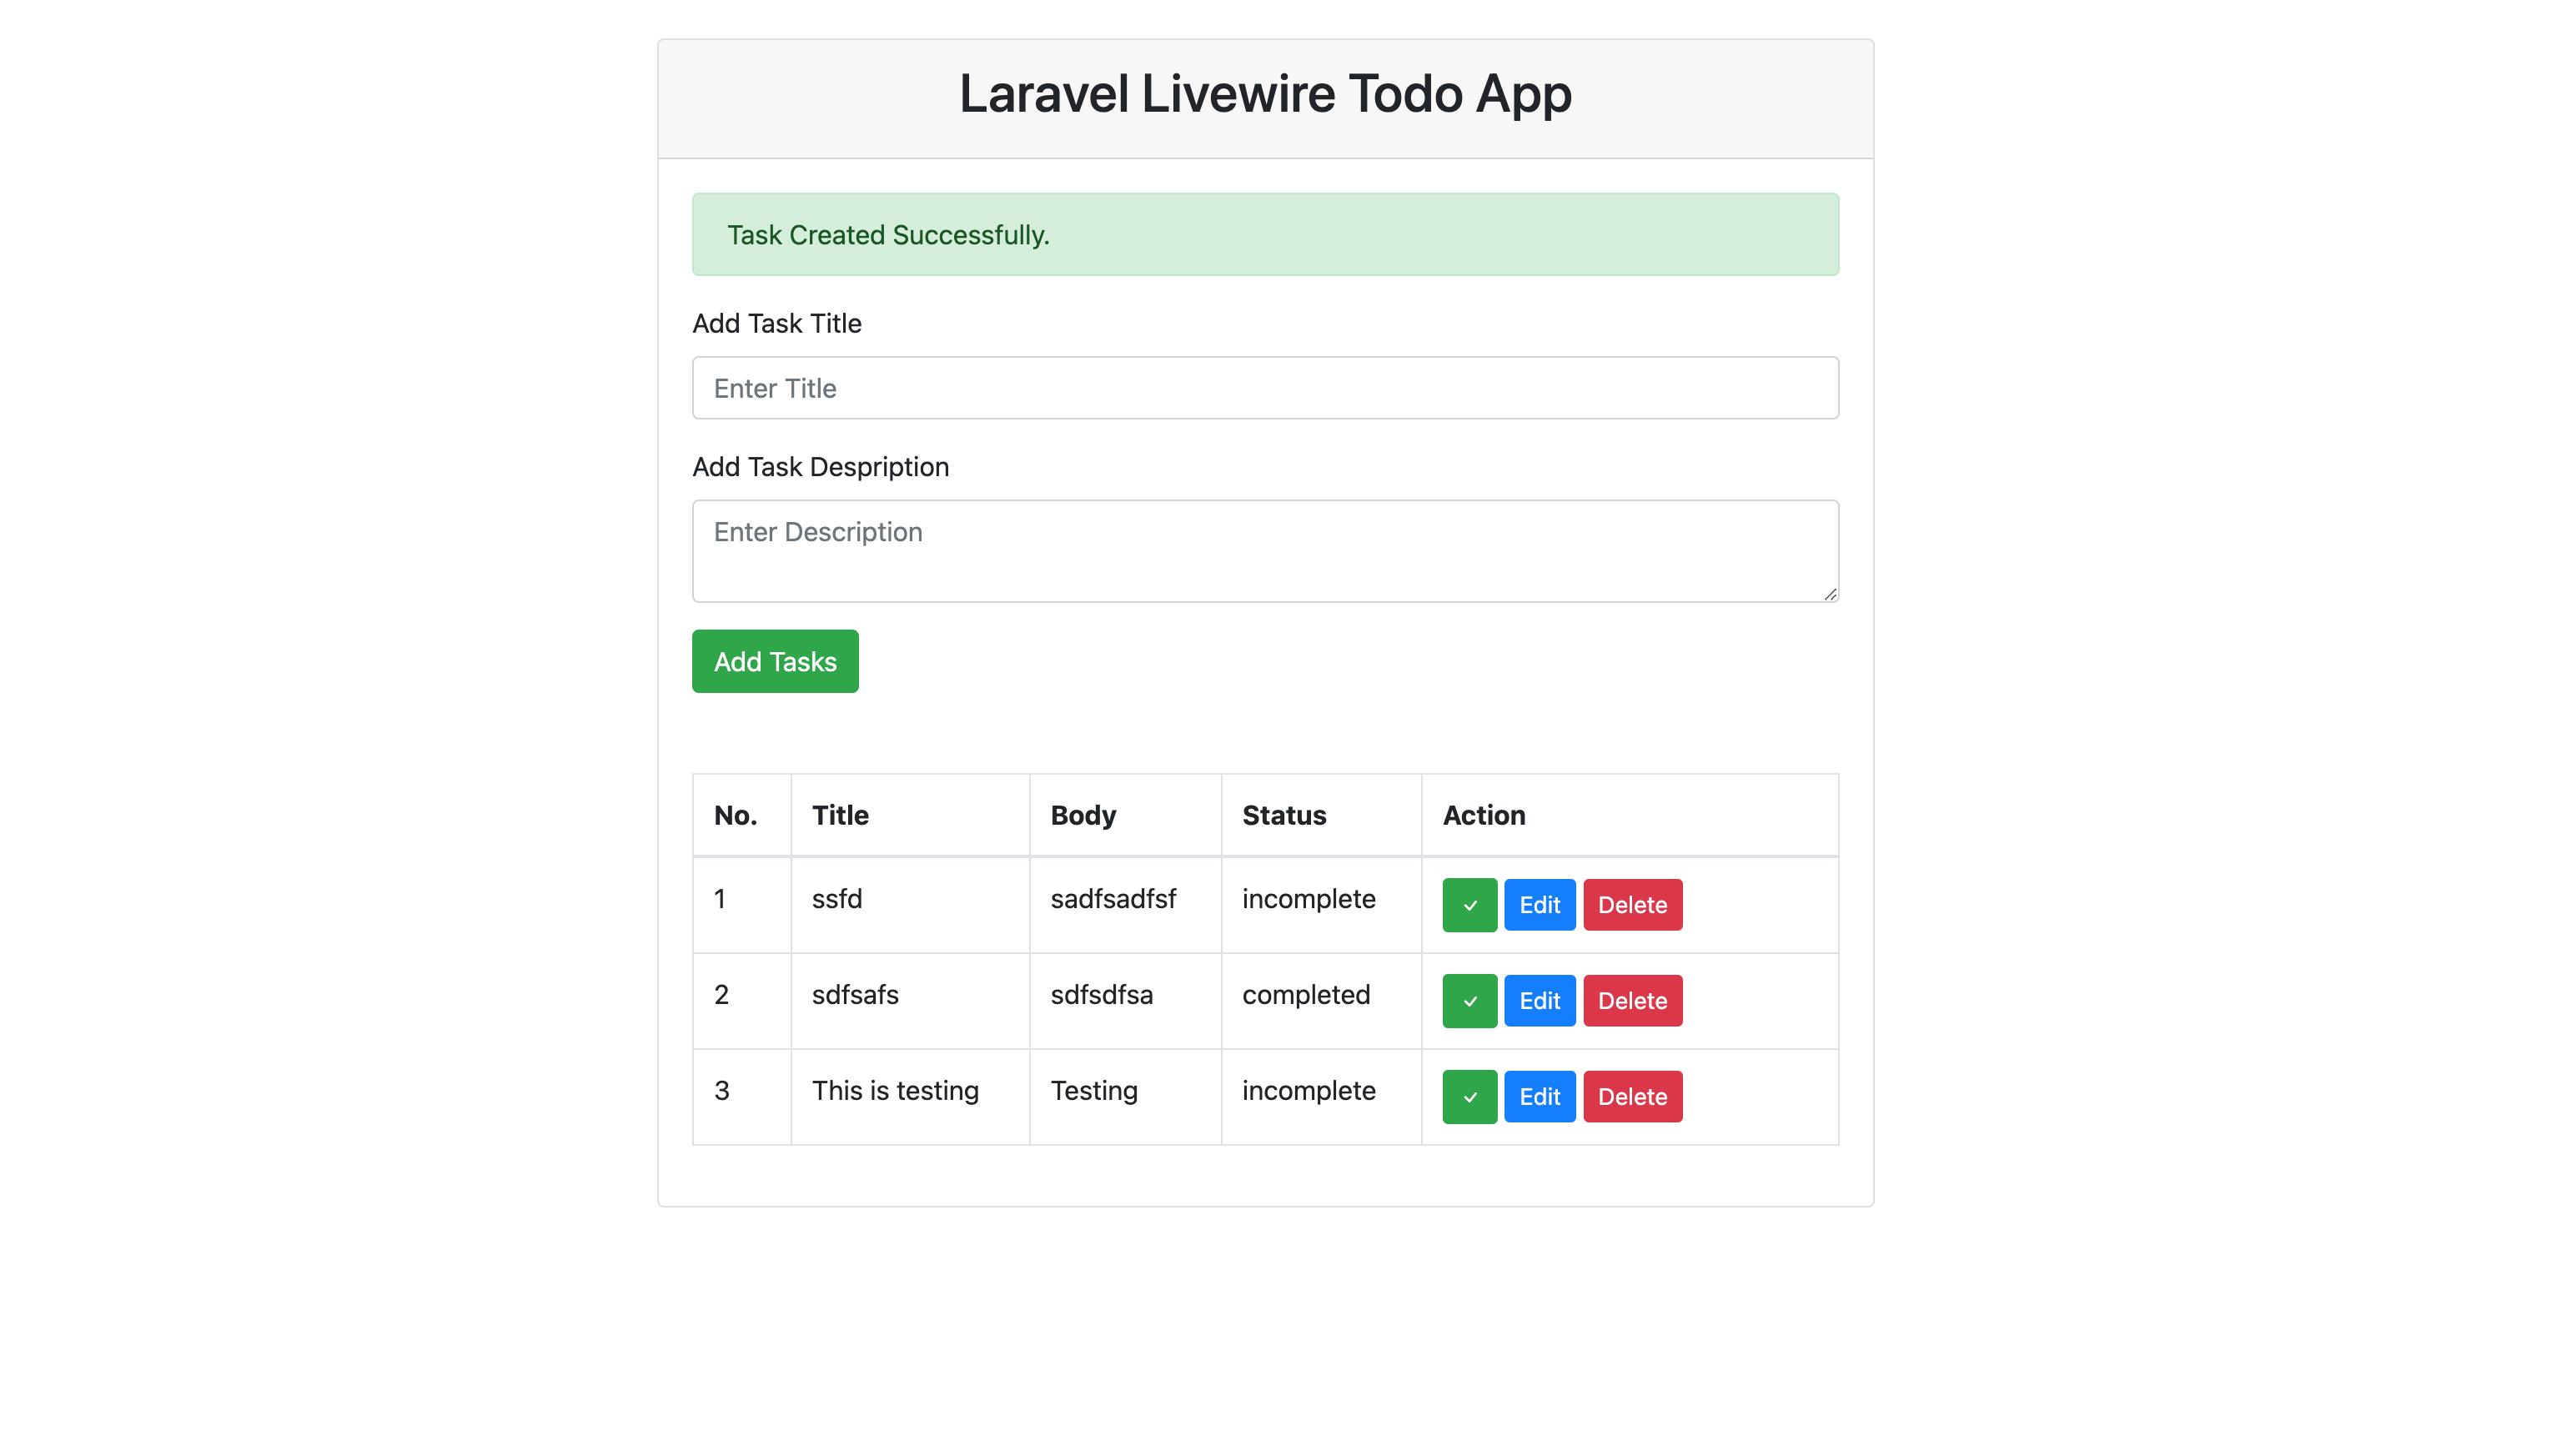 Laravel Livewire Todo App
Task Created Successfully.
Add Task Title
Enter Title
Add Task Despription
Enter Description
Add Tasks
No. Title Body Status Action
1 ssfd sadfsadfsf incomplete Edit Delete
2 sdfsafs sdfsdfsa completed Edit Delete
3 This is testing Testing incomplete Edit Delete